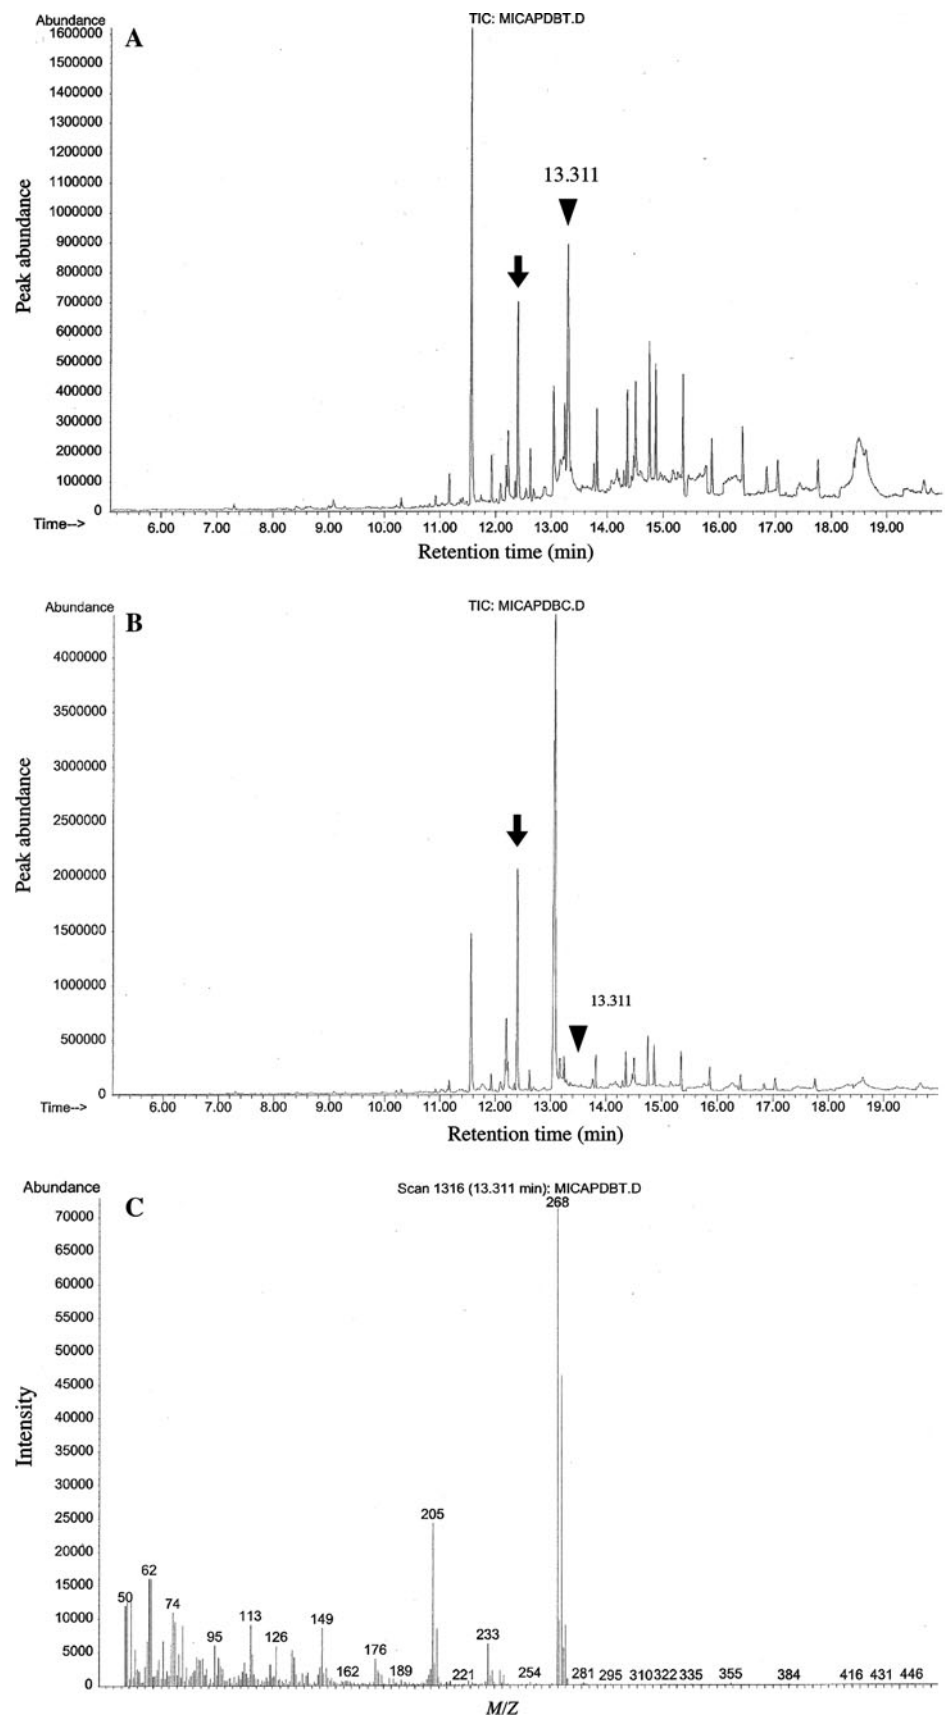 Abundance
TIC: MICAPDBT.D
A
1600000
1500000
1400000
1300000
1200000
1100000
1000000
900000
800000
700000
600000
500000
400000
300000
200000
100000
0
Peak abundance
13.311
Time-->
6.00 7.00 8.00 9.00 10.00 11.00 12.00 13.00 14.00 15.00 16.00 17.00 18.00 19.00
Retention time (min)
Abundance
TIC: MICAPDBC.D
B
4000000
3500000
3000000
2500000
2000000
1500000
1000000
500000
0
Peak abundance
13.311
Time-->
6.00 7.00 8.00 9.00 10.00 11.00 12.00 13.00 14.00 15.00 16.00 17.00 18.00 19.00
Retention time (min)
Abundance
Scan 1316 (13.311 min): MICAPDBT.D
C
70000
65000
60000
55000
50000
45000
40000
35000
30000
25000
20000
15000
10000
5000
0
Intensity
50 62 74 95 113 126 149 162 176 189 205 221 233 254 268 281 295 310 322 335 355 384 416 431 446
M/Z